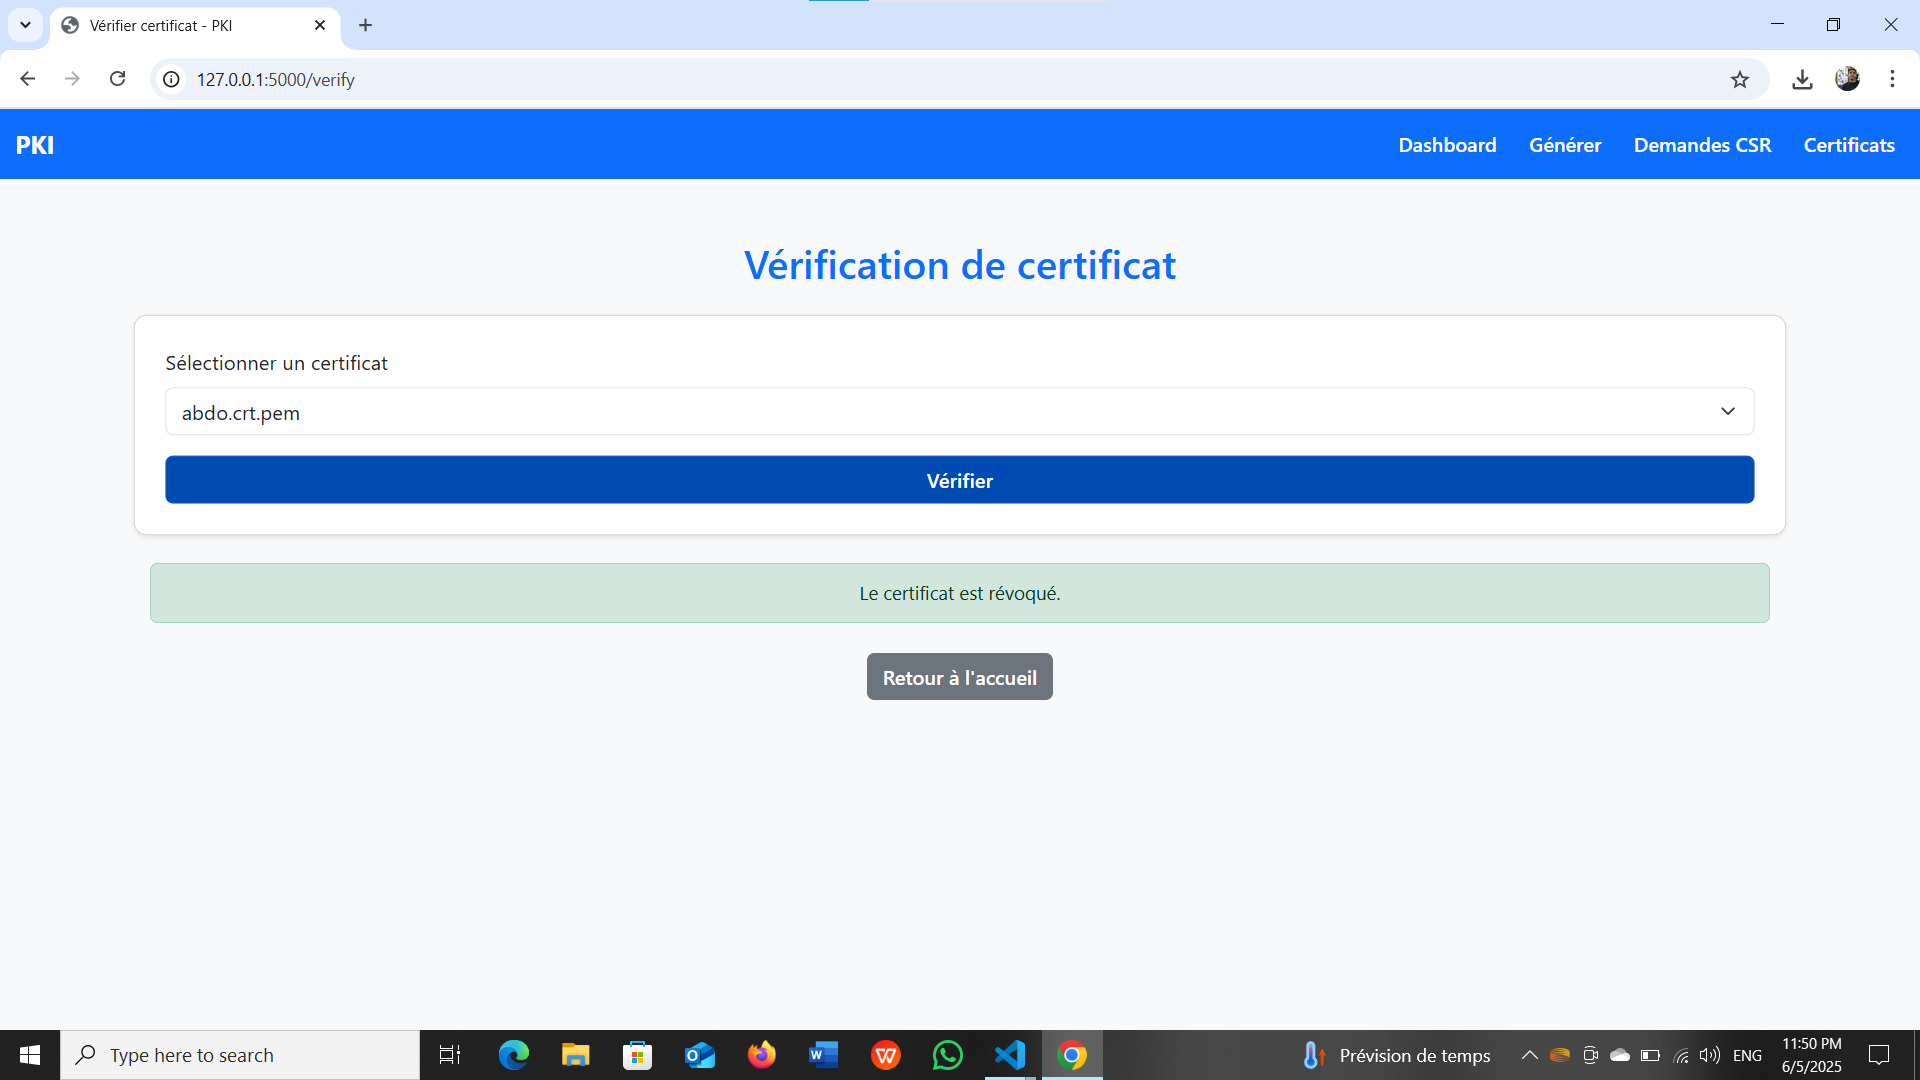 Vérifier certificat - PKI
127.0.0.1:5000/verify
PKI
Dashboard
Générer
Demandes CSR
Certificats
Vérification de certificat
Sélectionner un certificat
abdo.crt.pem
Vérifier
Le certificat est révoqué.
Retour à l'accueil
Type here to search
Prévision de temps
ENG
11:50 PM
6/5/2025